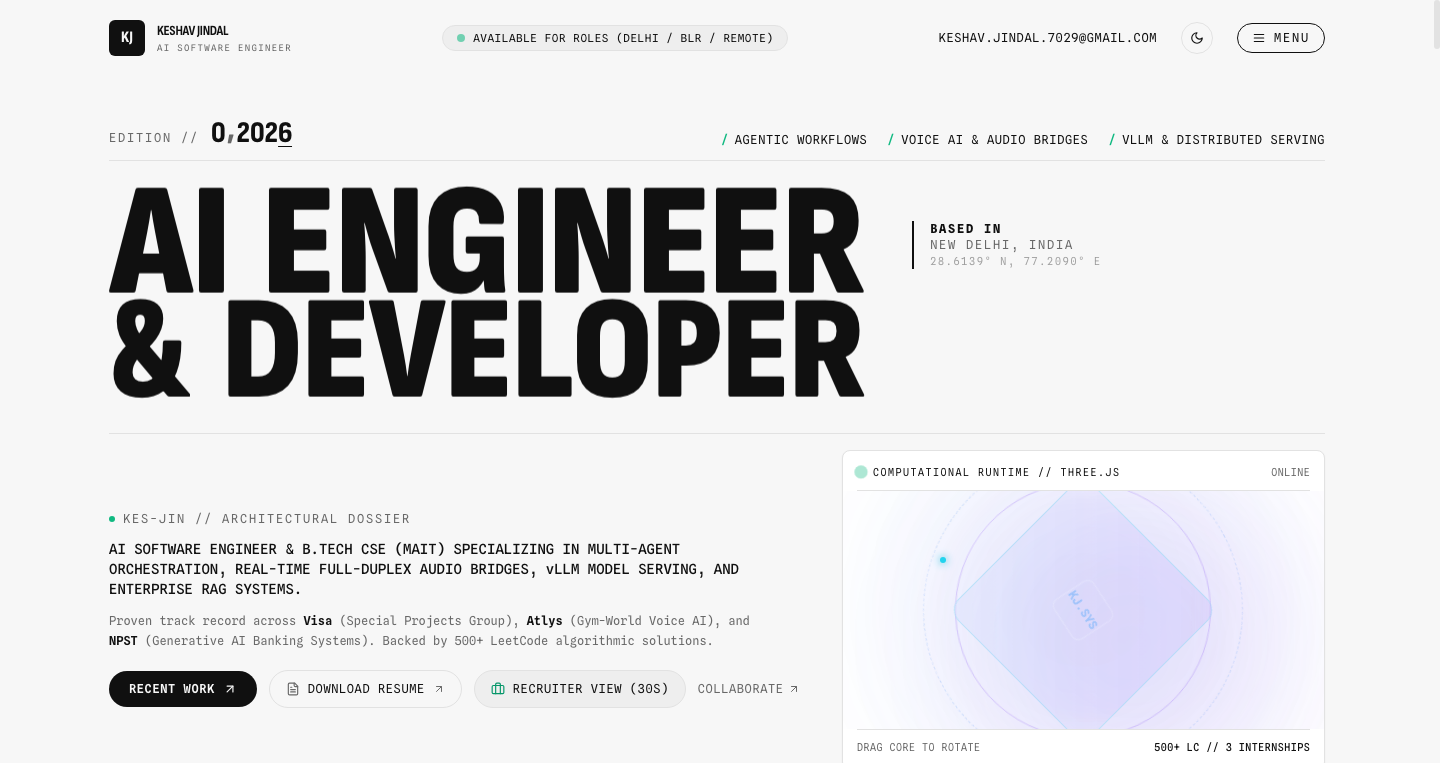 KJ
KESHAV JINDAL
AI SOFTWARE ENGINEER
AVAILABLE FOR ROLES (DELHI / BLR / REMOTE)
KESHAV.JINDAL.7029@GMAIL.COM
MENU
EDITION // 0,2026
/ AGENTIC WORKFLOWS / VOICE AI & AUDIO BRIDGES / VLLM & DISTRIBUTED SERVING
AI ENGINEER
& DEVELOPER
BASED IN
NEW DELHI, INDIA
28.6139° N, 77.2090° E
KES-JIN // ARCHITECTURAL DOSSIER
AI SOFTWARE ENGINEER & B.TECH CSE (MAIT) SPECIALIZING IN MULTI-AGENT
ORCHESTRATION, REAL-TIME FULL-DUPLEX AUDIO BRIDGES, vLLM MODEL SERVING, AND
ENTERPRISE RAG SYSTEMS.
Proven track record across Visa (Special Projects Group), Atlys (Gym-World Voice AI), and
NPST (Generative AI Banking Systems). Backed by 500+ LeetCode algorithmic solutions.
RECENT WORK
DOWNLOAD RESUME
RECRUITER VIEW (30S)
COLLABORATE
COMPUTATIONAL RUNTIME // THREE.JS
ONLINE
KJ.SYS
DRAG CORE TO ROTATE
500+ LC // 3 INTERNSHIPS